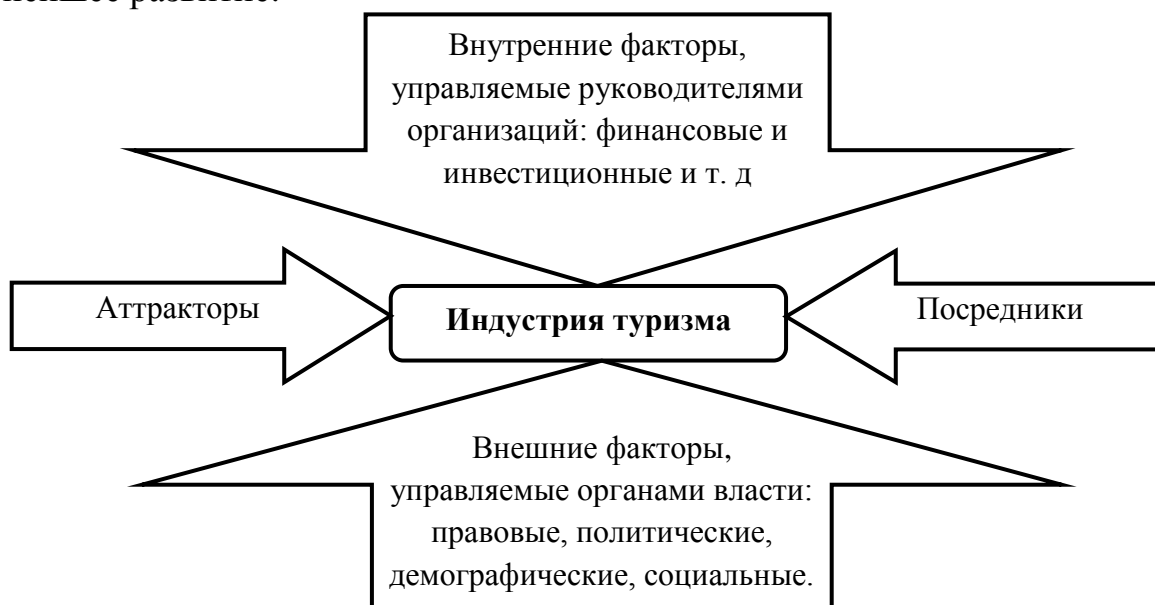 развитие.
Внутренние факторы,
управляемые руководителями
организаций: финансовые и
инвестиционные и т. д
Аттракторы
Индустрия туризма
Посредники
Внешние факторы,
управляемые органами власти:
правовые, политические,
демографические, социальные.